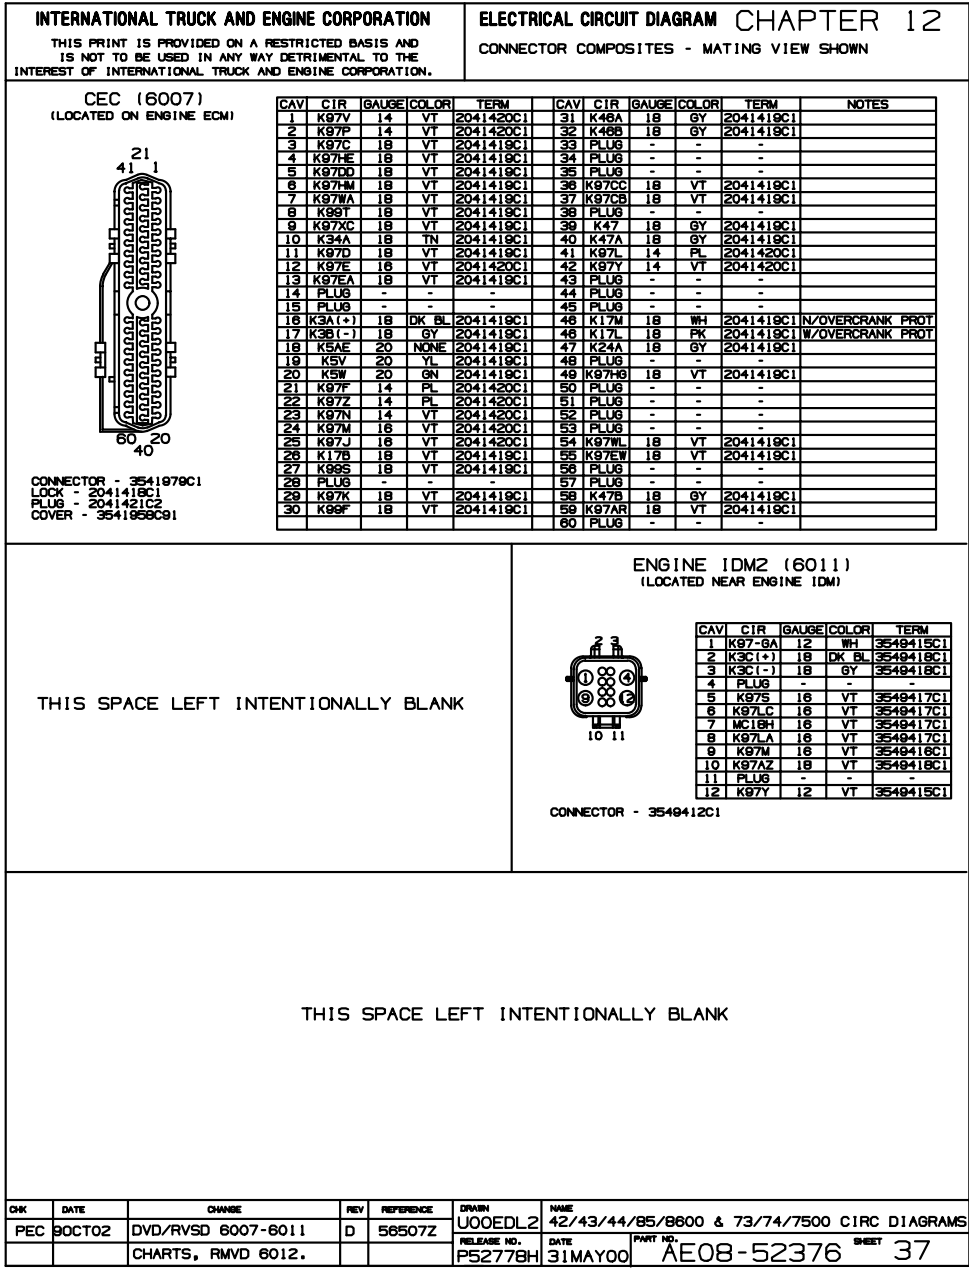 INTERNATIONAL TRUCK AND ENGINE CORPORATION
THIS PRINT IS PROVIDED ON A RESTRICTED BASIS AND
IS NOT TO BE USED IN ANY WAY DETRIMENTAL TO THE
INTEREST OF INTERNATIONAL TRUCK AND ENGINE CORPORATION.
ELECTRICAL CIRCUIT DIAGRAM CHAPTER 12
CONNECTOR COMPOSITES - MATING VIEW SHOWN
CEC (6007)
(LOCATED ON ENGINE ECM)
21
41 1
60 20
40
CONNECTOR - 3541979C1
LOCK - 2041418C1
PLUG - 2041421C2
COVER - 3541958C91
CAV CIR GAUGE COLOR TERM CAV CIR GAUGE COLOR TERM NOTES
1 K97V 14 VT 2041420C1 31 K46A 18 GY 2041419C1
2 K97P 14 VT 2041420C1 32 K46B 18 GY 2041419C1
3 K97C 18 VT 2041419C1 33 PLUG - - -
4 K97HE 18 VT 2041419C1 34 PLUG - - -
5 K97DD 18 VT 2041419C1 35 PLUG - - -
6 K97HM 18 VT 2041419C1 36 K97CC 18 VT 2041419C1
7 K97WA 18 VT 2041419C1 37 K97CB 18 VT 2041419C1
8 K99T 18 VT 2041419C1 38 PLUG - - -
9 K97XC 18 VT 2041419C1 39 K47 18 GY 2041419C1
10 K34A 18 TN 2041419C1 40 K47A 18 GY 2041419C1
11 K97D 18 VT 2041419C1 41 K97L 14 PL 2041420C1
12 K97E 16 VT 2041420C1 42 K97Y 14 VT 2041420C1
13 K97EA 18 VT 2041419C1 43 PLUG - - -
14 PLUG - - - 44 PLUG - - -
15 PLUG - - - 45 PLUG - - -
16 K3A(+) 18 DK BL 2041419C1 46 K17M 18 WH 2041419C1 N/OVERCRANK PROT
17 K3B(-) 18 GY 2041419C1 46 K17L 18 PK 2041419C1 W/OVERCRANK PROT
18 K5AE 20 NONE 2041419C1 47 K24A 18 GY 2041419C1
19 K5V 20 YL 2041419C1 48 PLUG - - -
20 K5W 20 GN 2041419C1 49 K97HG 18 VT 2041419C1
21 K97F 14 PL 2041420C1 50 PLUG - - -
22 K97Z 14 PL 2041420C1 51 PLUG - - -
23 K97N 14 VT 2041420C1 52 PLUG - - -
24 K97M 16 VT 2041420C1 53 PLUG - - -
25 K97J 16 VT 2041420C1 54 K97WL 18 VT 2041419C1
26 K17B 18 VT 2041419C1 55 K97EW 18 VT 2041419C1
27 K99S 18 VT 2041419C1 56 PLUG - - -
28 PLUG - - - 57 PLUG - - -
29 K97K 18 VT 2041419C1 58 K47B 18 GY 2041419C1
30 K99F 18 VT 2041419C1 59 K97AR 18 VT 2041419C1
60 PLUG - - -
THIS SPACE LEFT INTENTIONALLY BLANK
ENGINE IDM2 (6011)
(LOCATED NEAR ENGINE IDM)
2 3
1 4
9 12
10 11
CONNECTOR - 3549412C1
CAV CIR GAUGE COLOR TERM
1 K97-GA 12 WH 3549415C1
2 K3C(+) 18 DK BL 3549418C1
3 K3C(-) 18 GY 3549418C1
4 PLUG - - -
5 K97S 16 VT 3549417C1
6 K97LC 16 VT 3549417C1
7 MC18H 16 VT 3549417C1
8 K97LA 16 VT 3549417C1
9 K97M 16 VT 3549416C1
10 K97AZ 18 VT 3549418C1
11 PLUG - - -
12 K97Y 12 VT 3549415C1
THIS SPACE LEFT INTENTIONALLY BLANK
CHK DATE CHANGE REV REFERENCE DRAWN NAME
PEC 9OCT02 DVD/RVSD 6007-6011 D 56507Z U00EDL2 42/43/44/85/8600 & 73/74/7500 CIRC DIAGRAMS
CHARTS, RMVD 6012. RELEASE NO. P52778H DATE 31MAY00 PART NO. AE08-52376 SHEET 37